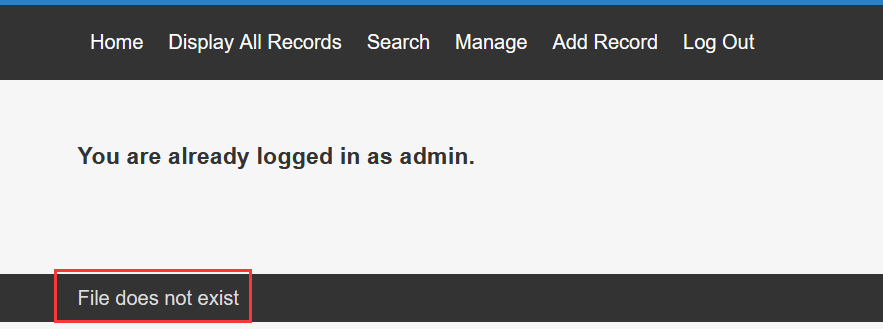 Home Display All Records Search Manage Add Record Log Out
You are already logged in as admin.
File does not exist